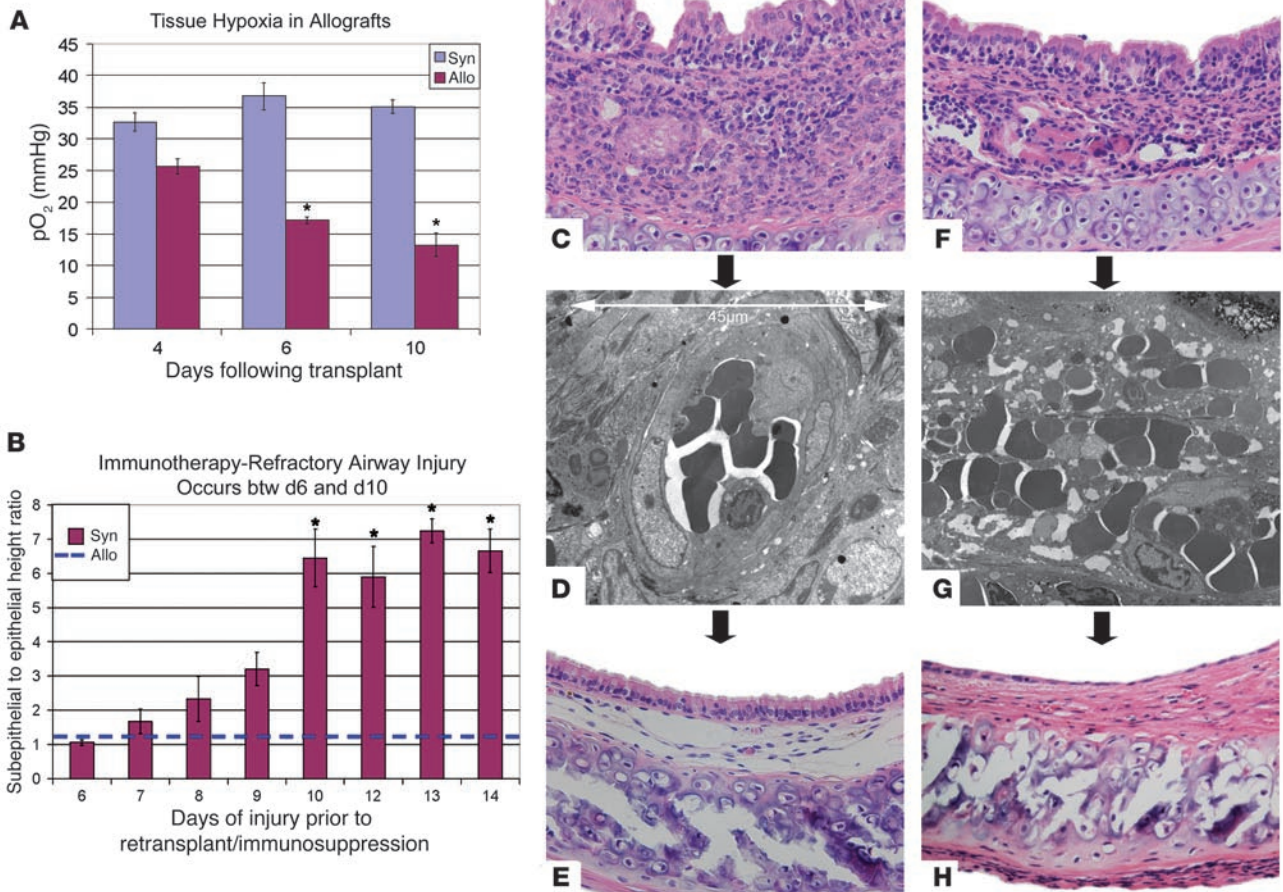 A
Tissue Hypoxia in Allografts
Syn
Allo
45
40
35
30
25
20
15
10
5
0
pO2 (mmHg)
*
*
4 6 10
Days following transplant
B
Immunotherapy-Refractory Airway Injury
Occurs btw d6 and d10
Syn
Allo
8
7
6
5
4
3
2
1
0
Subepithelial to epithelial height ratio
* * * *
6 7 8 9 10 12 13 14
Days of injury prior to
retransplant/immunosuppression
C
45µm
D
E
F
G
H